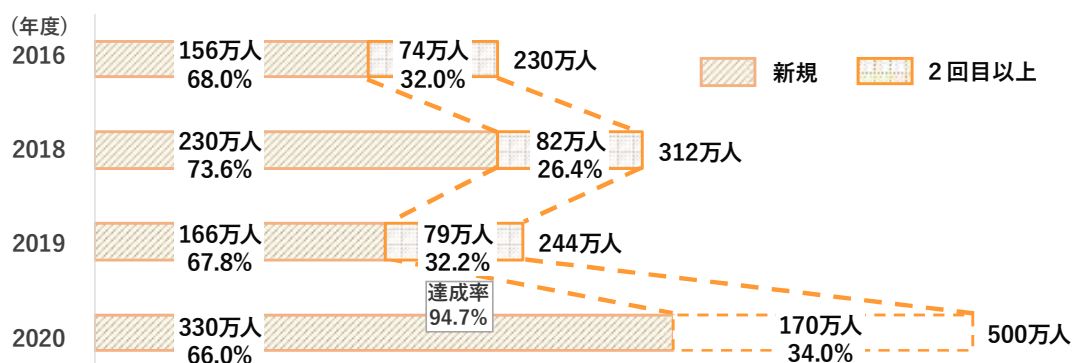 (年度)
2016
156万人
68.0%
74万人
32.0%
230万人
新規
２回目以上
2018
230万人
73.6%
82万人
26.4%
312万人
2019
166万人
67.8%
79万人
32.2%
244万人
達成率
94.7%
2020
330万人
66.0%
170万人
34.0%
500万人